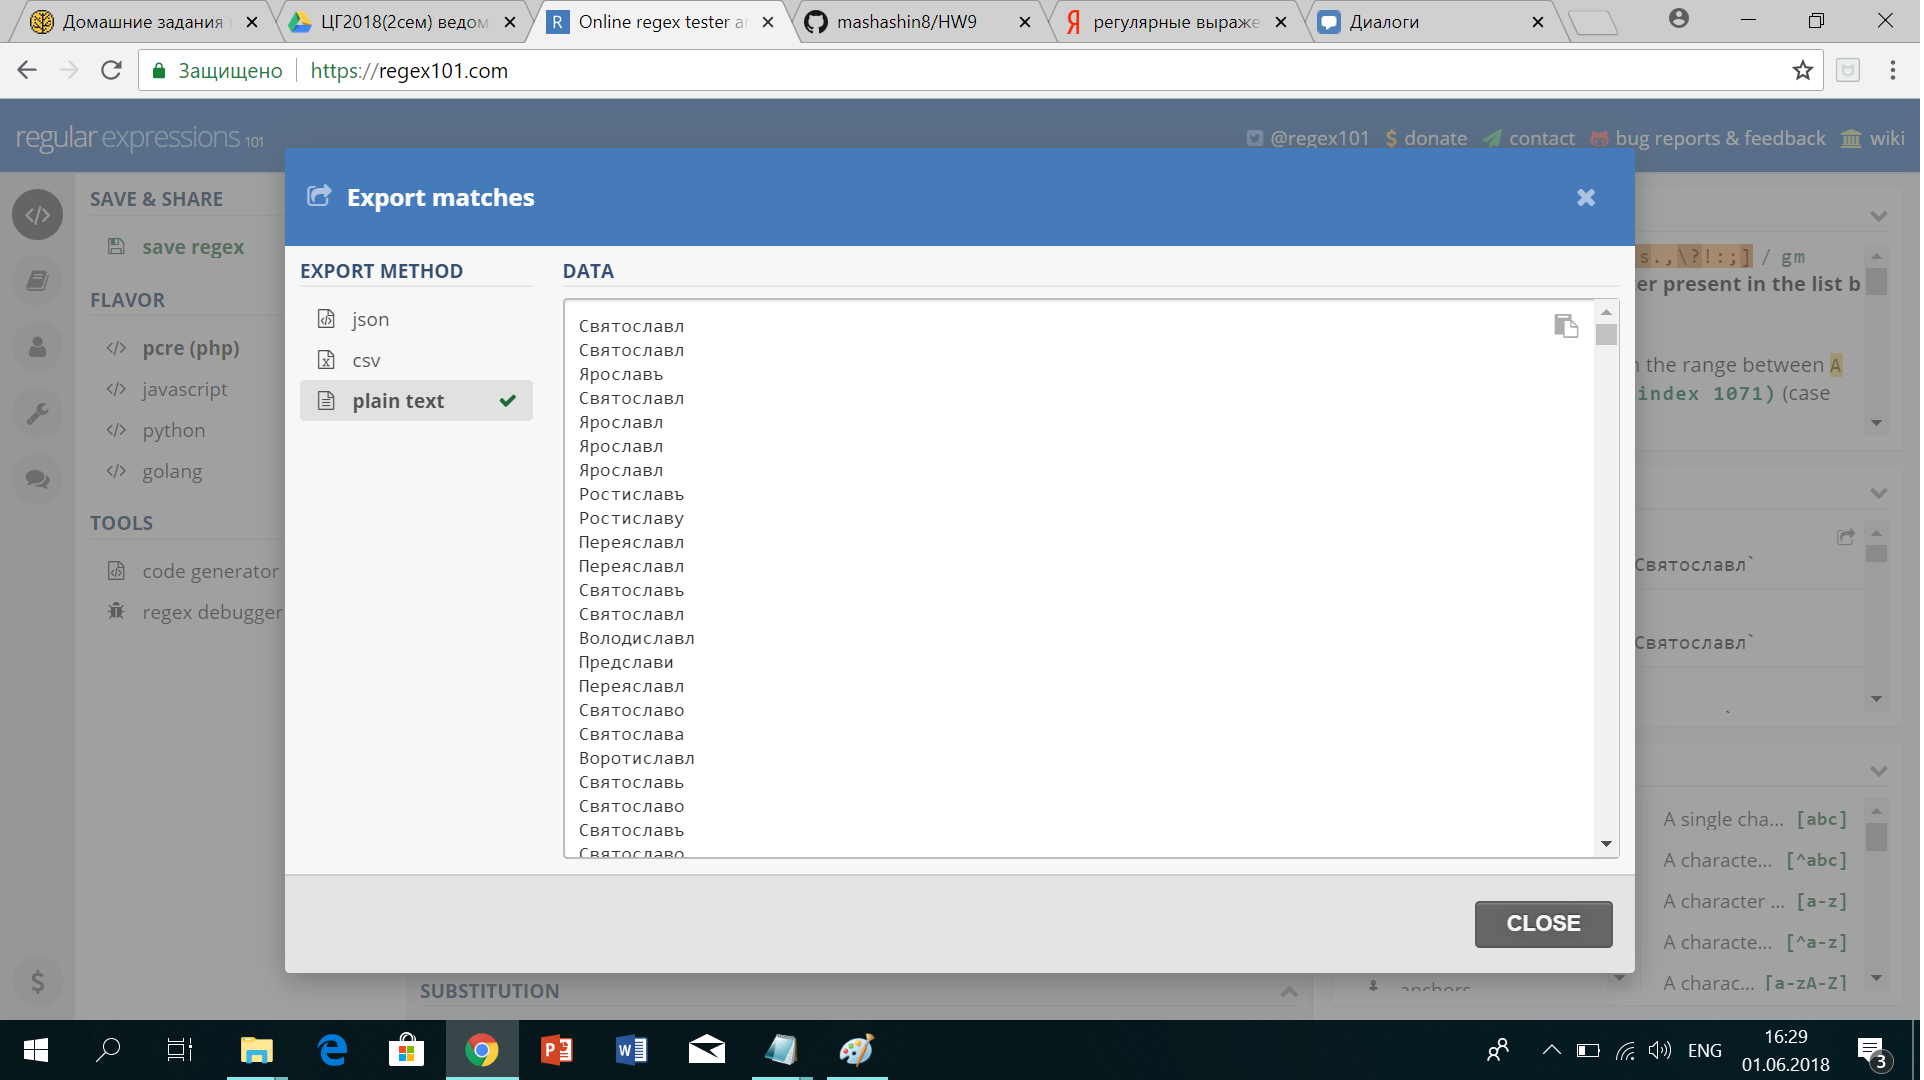 Домашние задания
ЦГ2018(2сем) ведом
Online regex tester a
mashashin8/HW9
регулярные выраже
Диалоги
Защищено
https://regex101.com
regular expressions 101
@regex101
donate
contact
bug reports & feedback
wiki
SAVE & SHARE
save regex
FLAVOR
pcre (php)
javascript
python
golang
TOOLS
code generator
regex debugger
Export matches
EXPORT METHOD
json
csv
plain text
DATA
Святославл
Святославл
Ярославъ
Святославл
Ярославл
Ярославл
Ярославл
Ростиславъ
Ростиславу
Переяславл
Переяславл
Святославъ
Святославл
Володиславл
Предслави
Переяславл
Святославо
Святослава
Воротиславл
Святославь
Святославо
Святославъ
Святославо
CLOSE
s.,\?!:;] / gm
er present in the list b
the range between А
index 1071) (case
Святославл`
Святославл`
`
A single cha... [abc]
A characte... [^abc]
A character ... [a-z]
A characte... [^a-z]
A charac... [a-zA-Z]
anchors
SUBSTITUTION
ENG
16:29
01.06.2018
3